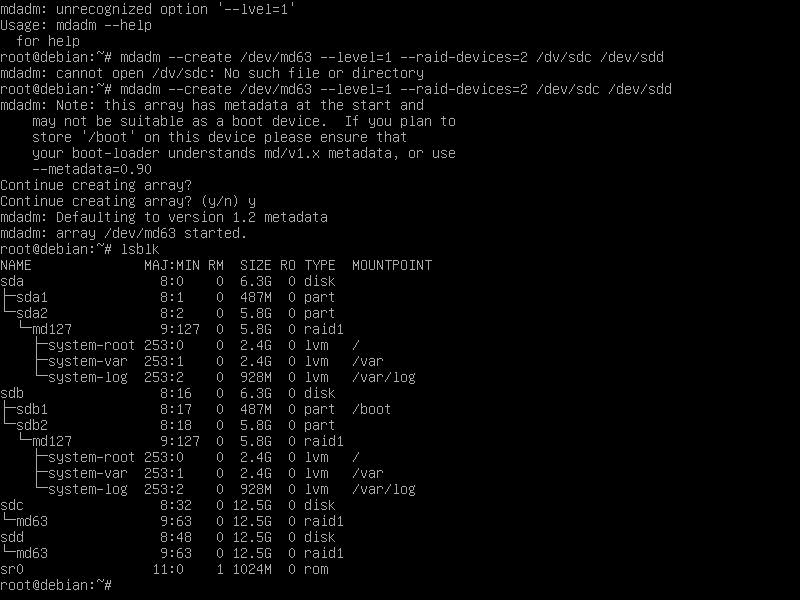 mdadm: unrecognized option '--lvel=1'
Usage: mdadm --help
  for help
root@debian:~# mdadm --create /dev/md63 --level=1 --raid-devices=2 /dv/sdc /dev/sdd
mdadm: cannot open /dv/sdc: No such file or directory
root@debian:~# mdadm --create /dev/md63 --level=1 --raid-devices=2 /dev/sdc /dev/sdd
mdadm: Note: this array has metadata at the start and
    may not be suitable as a boot device.  If you plan to
    store '/boot' on this device please ensure that
    your boot-loader understands md/v1.x metadata, or use
    --metadata=0.90
Continue creating array?
Continue creating array? (y/n) y
mdadm: Defaulting to version 1.2 metadata
mdadm: array /dev/md63 started.
root@debian:~# lsblk
NAME              MAJ:MIN RM   SIZE RO TYPE  MOUNTPOINT
sda                 8:0    0   6.3G  0 disk
├─sda1              8:1    0   487M  0 part
└─sda2              8:2    0   5.8G  0 part
  └─md127           9:127  0   5.8G  0 raid1
    ├─system-root 253:0    0   2.4G  0 lvm   /
    ├─system-var  253:1    0   2.4G  0 lvm   /var
    └─system-log  253:2    0   928M  0 lvm   /var/log
sdb                 8:16   0   6.3G  0 disk
├─sdb1              8:17   0   487M  0 part  /boot
└─sdb2              8:18   0   5.8G  0 part
  └─md127           9:127  0   5.8G  0 raid1
    ├─system-root 253:0    0   2.4G  0 lvm   /
    ├─system-var  253:1    0   2.4G  0 lvm   /var
    └─system-log  253:2    0   928M  0 lvm   /var/log
sdc                 8:32   0  12.5G  0 disk
└─md63              9:63   0  12.5G  0 raid1
sdd                 8:48   0  12.5G  0 disk
└─md63              9:63   0  12.5G  0 raid1
sr0                11:0    1  1024M  0 rom
root@debian:~#